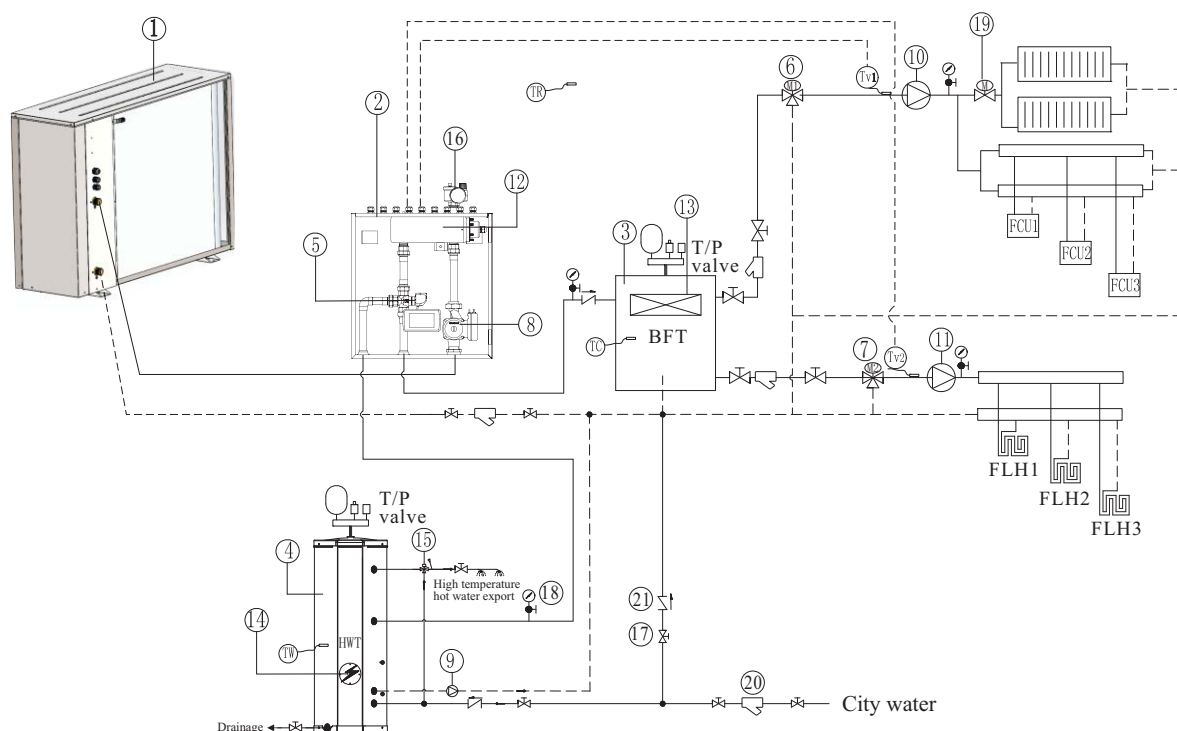 1
2
16
12
5
8
TR
6
Tv1
10
19
M1
M
FCU1
FCU2
FCU3
3
13
T/P
valve
TC
BFT
7
M2
Tv2
11
FLH1
FLH2
FLH3
T/P
valve
4
15
High temperature
hot water export
18
14
TW
HWT
9
21
17
20
City water
Drainage